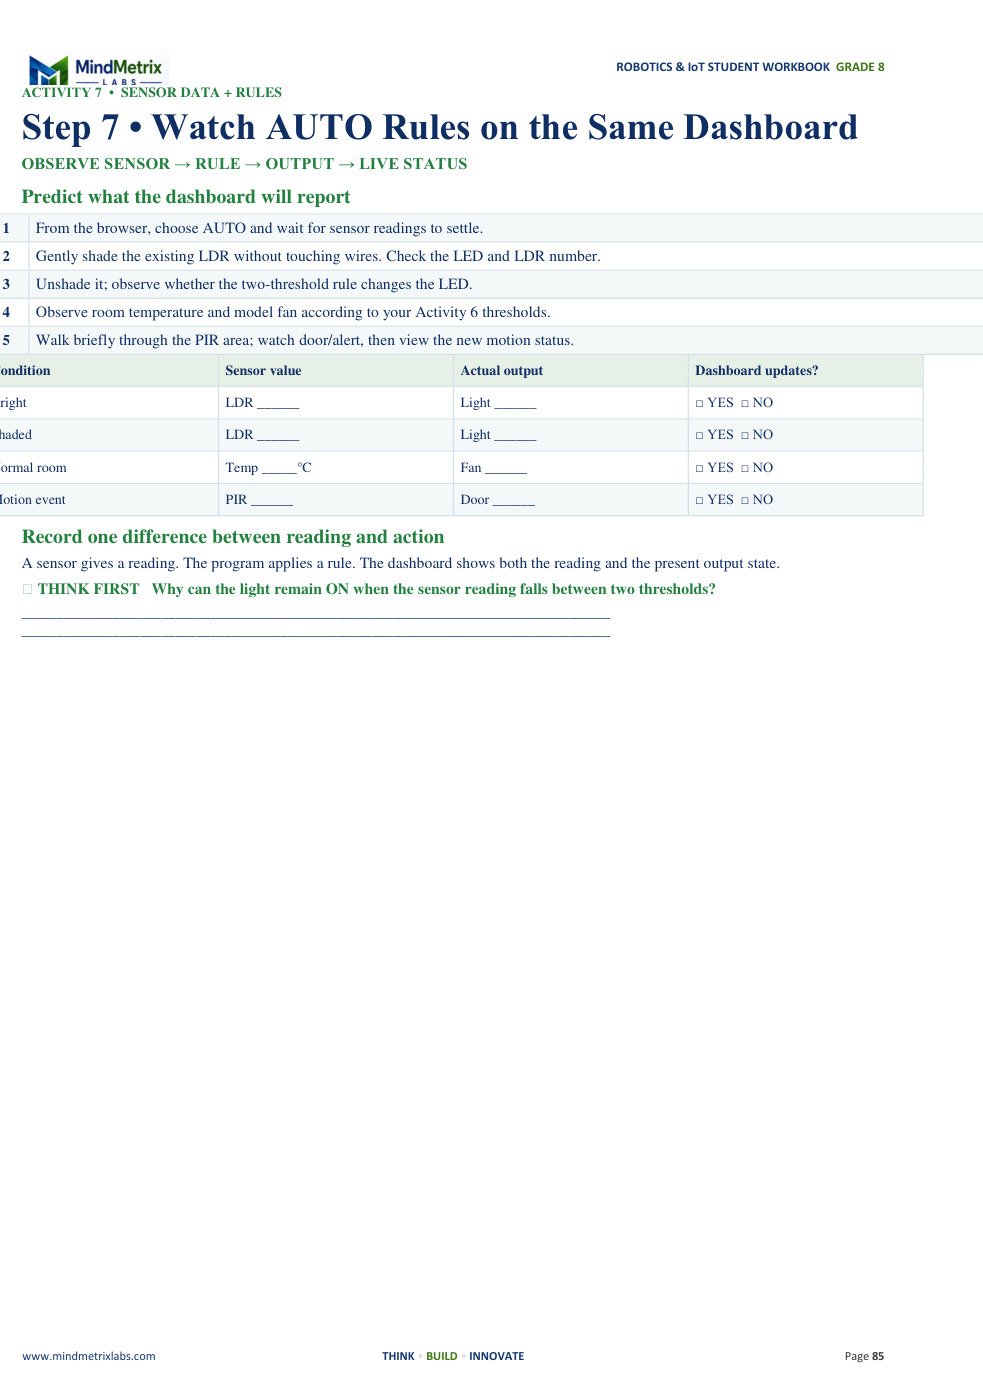 MindMetrix
LABS
ROBOTICS & IoT STUDENT WORKBOOK GRADE 8
ACTIVITY 7 • SENSOR DATA + RULES
Step 7 • Watch AUTO Rules on the Same Dashboard
OBSERVE SENSOR → RULE → OUTPUT → LIVE STATUS
Predict what the dashboard will report
1 From the browser, choose AUTO and wait for sensor readings to settle.
2 Gently shade the existing LDR without touching wires. Check the LED and LDR number.
3 Unshade it; observe whether the two-threshold rule changes the LED.
4 Observe room temperature and model fan according to your Activity 6 thresholds.
5 Walk briefly through the PIR area; watch door/alert, then view the new motion status.
ondition Sensor value Actual output Dashboard updates?
right LDR ______ Light ______ □ YES □ NO
haded LDR ______ Light ______ □ YES □ NO
ormal room Temp _____°C Fan ______ □ YES □ NO
otion event PIR ______ Door ______ □ YES □ NO
Record one difference between reading and action
A sensor gives a reading. The program applies a rule. The dashboard shows both the reading and the present output state.
□ THINK FIRST Why can the light remain ON when the sensor reading falls between two thresholds?
www.mindmetrixlabs.com THINK • BUILD • INNOVATE Page 85